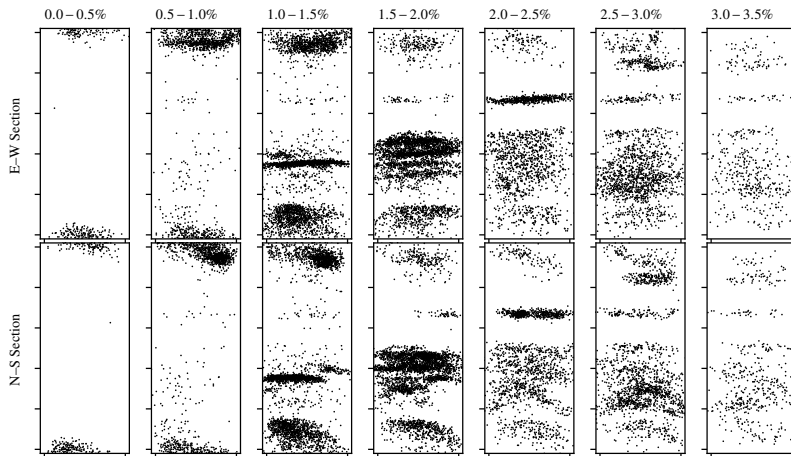 0.0 − 0.5% 0.5 − 1.0% 1.0 − 1.5% 1.5 − 2.0% 2.0 − 2.5% 2.5 − 3.0% 3.0 − 3.5%
E–W Section
N–S Section